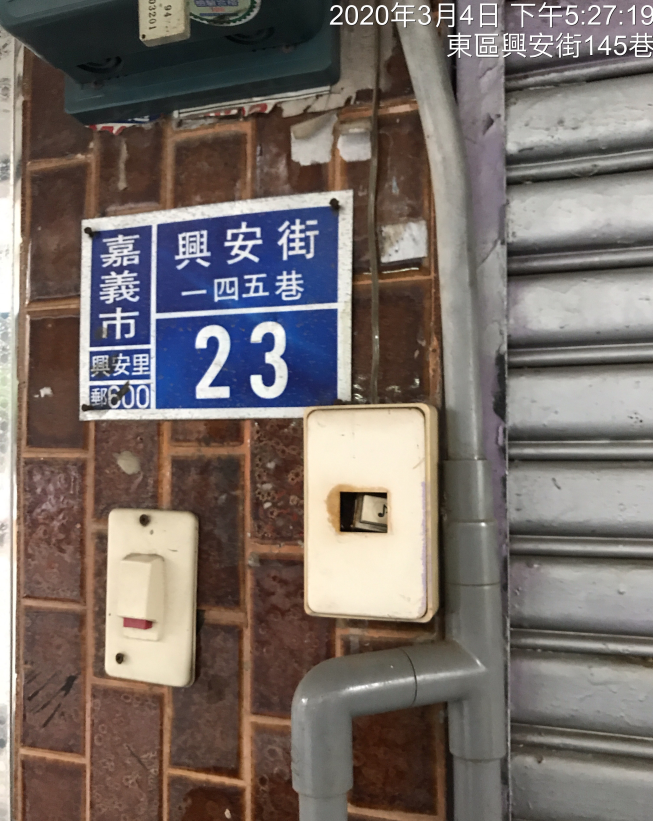 2020年3月4日 下午5:27:19
東區興安街145巷
94
嘉義市
興安里
郵600
興安街
一四五巷
23